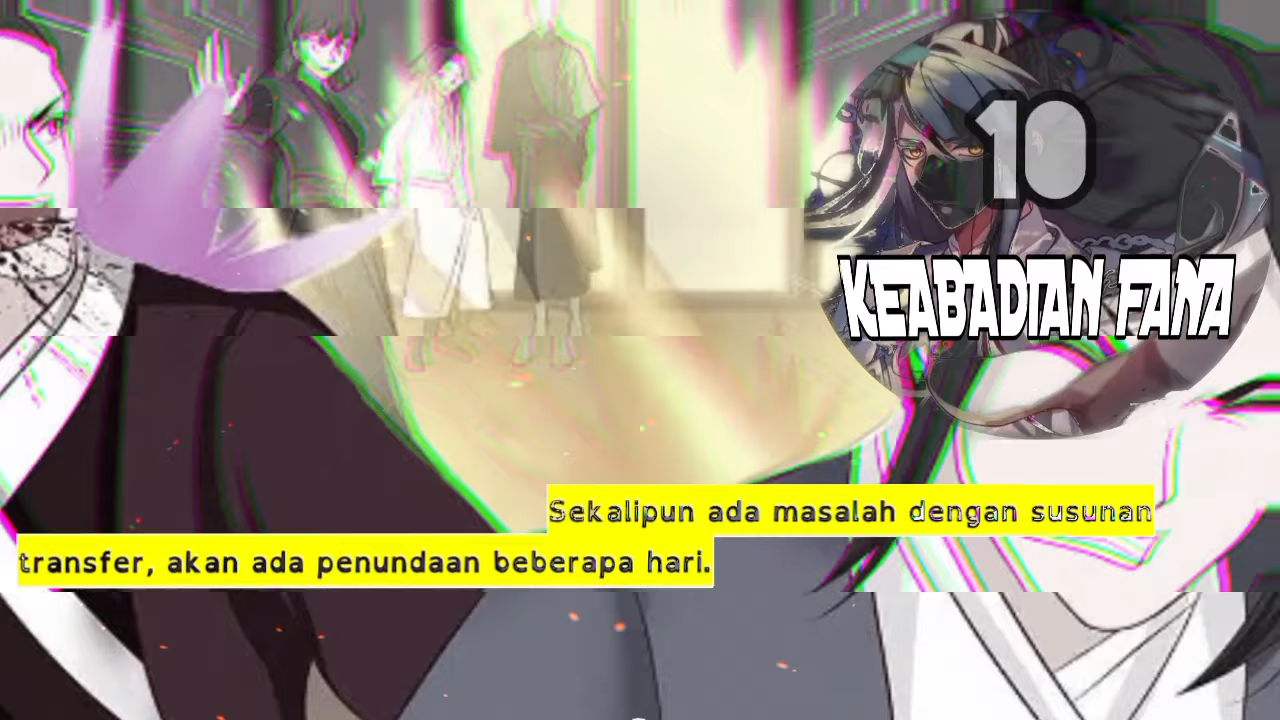 10
KEABADIAN FANA
Sekalipun ada masalah dengan susunan
transfer, akan ada penundaan beberapa hari.